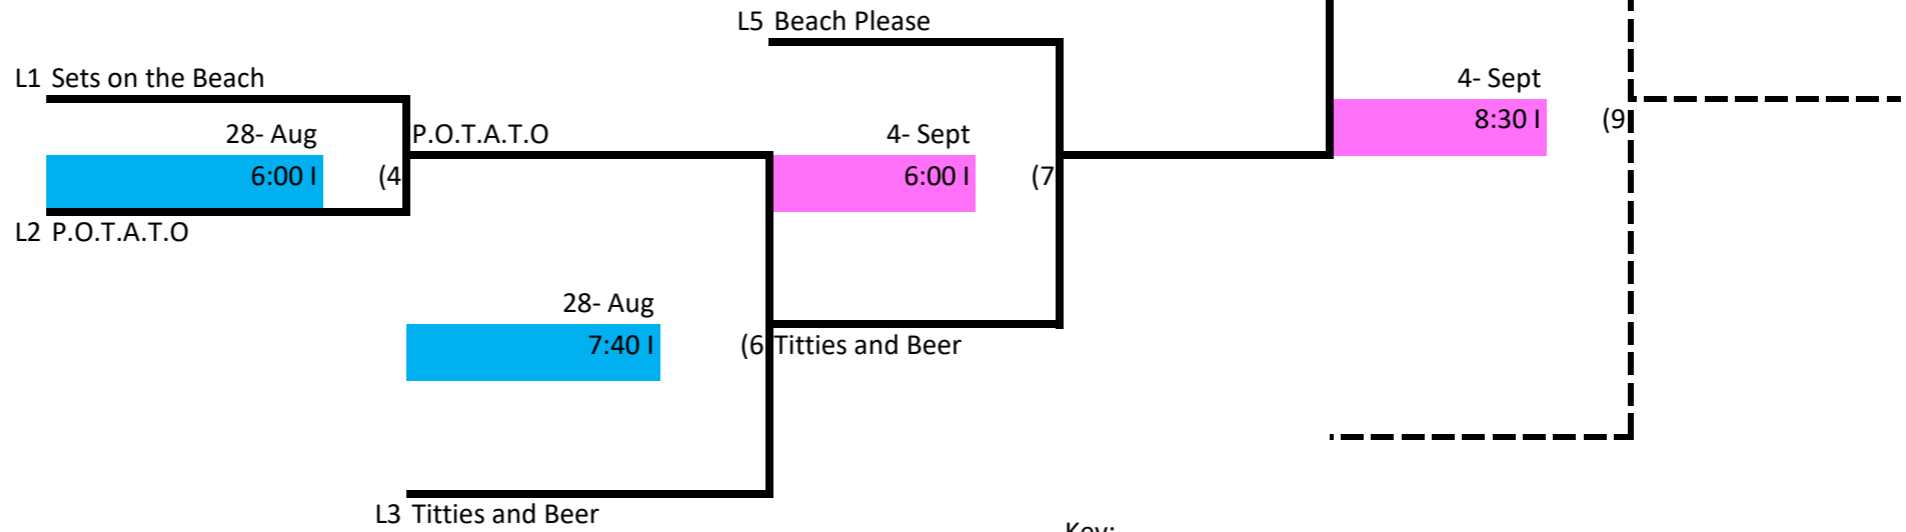 L5 Beach Please
L1 Sets on the Beach
4- Sept
8:30 I
(9
28- Aug
P.O.T.A.T.O
4- Sept
6:00 I
(4
6:00 I
(7
L2 P.O.T.A.T.O
28- Aug
7:40 I
(6
Titties and Beer
L3 Titties and Beer
Key: